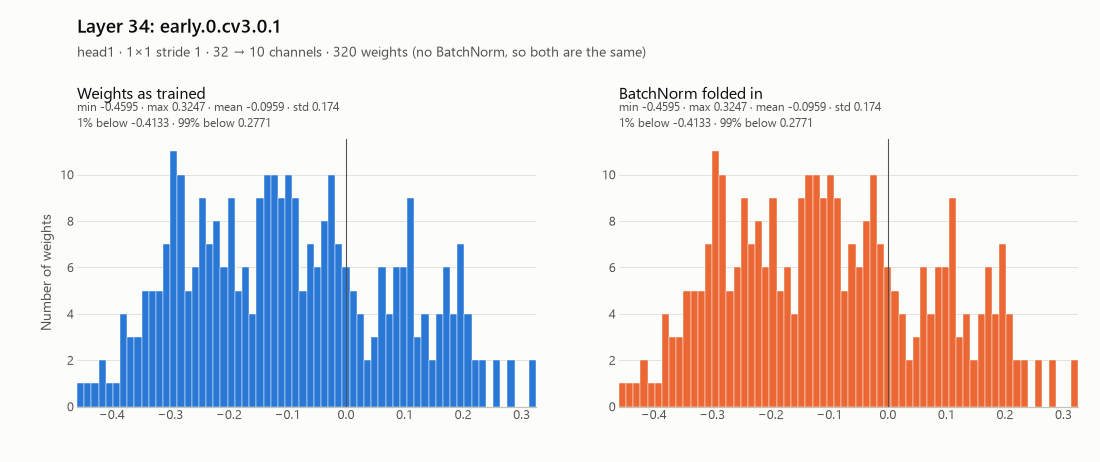 Layer 34: early.0.cv3.0.1
head1 · 1×1 stride 1 · 32 → 10 channels · 320 weights (no BatchNorm, so both are the same)
Weights as trained
min -0.4595 · max 0.3247 · mean -0.0959 · std 0.174
1% below -0.4133 · 99% below 0.2771
Number of weights
10
8
6
4
2
0
−0.4 −0.3 −0.2 −0.1 0.0 0.1 0.2 0.3
BatchNorm folded in
min -0.4595 · max 0.3247 · mean -0.0959 · std 0.174
1% below -0.4133 · 99% below 0.2771
10
8
6
4
2
0
−0.4 −0.3 −0.2 −0.1 0.0 0.1 0.2 0.3